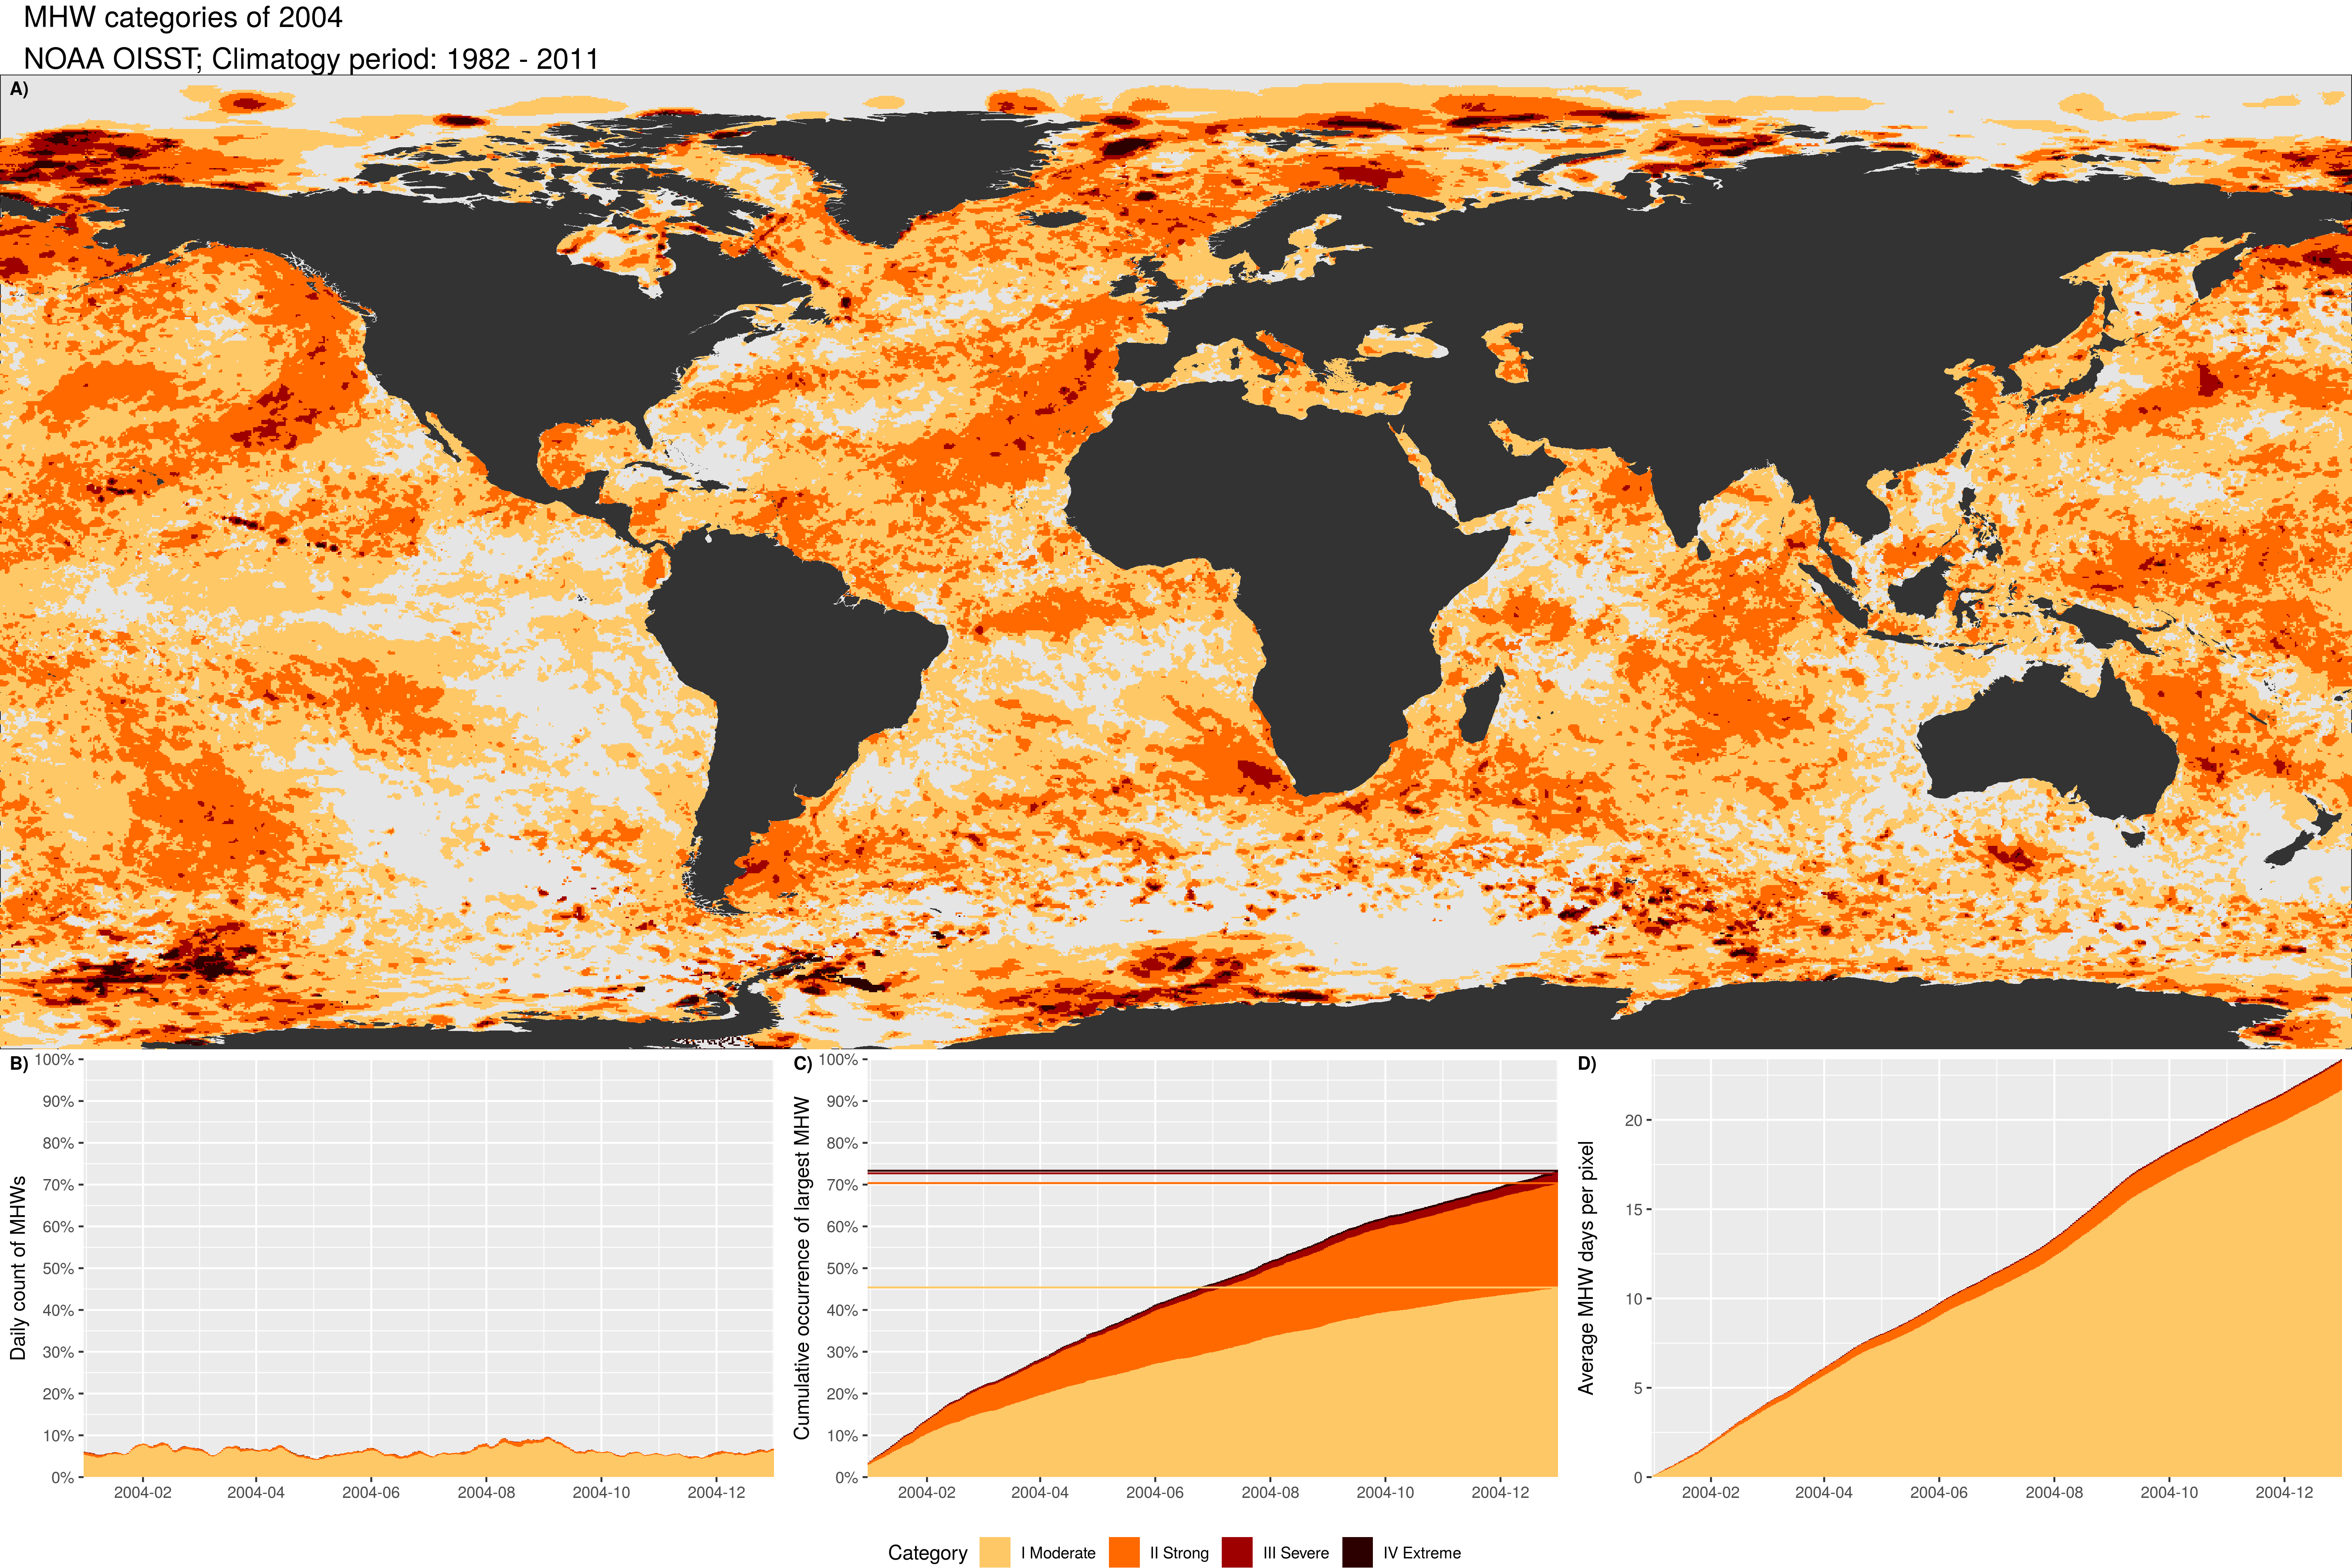 MHW categories of 2004
NOAA OISST; Climatogy period: 1982 - 2011
A)
B)
Daily count of MHWs
100%
90%
80%
70%
60%
50%
40%
30%
20%
10%
0%
2004-02 2004-04 2004-06 2004-08 2004-10 2004-12
C)
Cumulative occurrence of largest MHW
100%
90%
80%
70%
60%
50%
40%
30%
20%
10%
0%
2004-02 2004-04 2004-06 2004-08 2004-10 2004-12
D)
Average MHW days per pixel
20
15
10
5
0
2004-02 2004-04 2004-06 2004-08 2004-10 2004-12
Category I Moderate II Strong III Severe IV Extreme